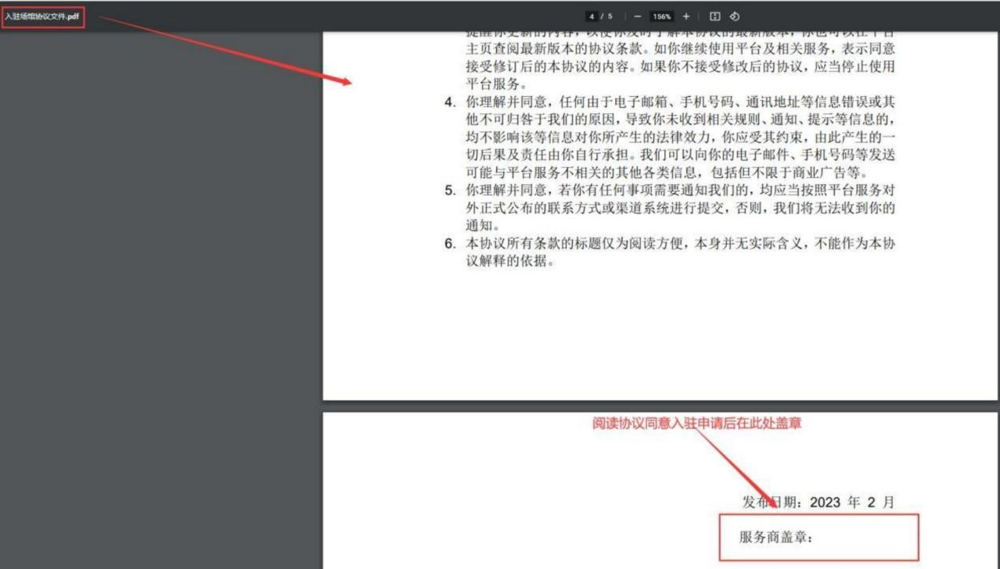 入驻场馆协议文件.pdf
4 / 5
156%
提醒你更新的内容，以便你及时了解本协议的最新版本，你也可以在平台
主页查阅最新版本的协议条款。如你继续使用平台及相关服务，表示同意
接受修订后的本协议的内容。如果你不接受修改后的协议，应当停止使用
平台服务。
4. 你理解并同意，任何由于电子邮箱、手机号码、通讯地址等信息错误或其
他不可归咎于我们的原因，导致你未收到相关规则、通知、提示等信息的，
均不影响该等信息对你所产生的法律效力，你应受其约束，由此产生的一
切后果及责任由你自行承担。我们可以向你的电子邮件、手机号码等发送
可能与平台服务不相关的其他各类信息，包括但不限于商业广告等。
5. 你理解并同意，若你有任何事项需要通知我们的，均应当按照平台服务对
外正式公布的联系方式或渠道系统进行提交，否则，我们将无法收到你的
通知。
6. 本协议所有条款的标题仅为阅读方便，本身并无实际含义，不能作为本协
议解释的依据。
阅读协议同意入驻申请后在此处盖章
发布日期：2023 年 2 月
服务商盖章：